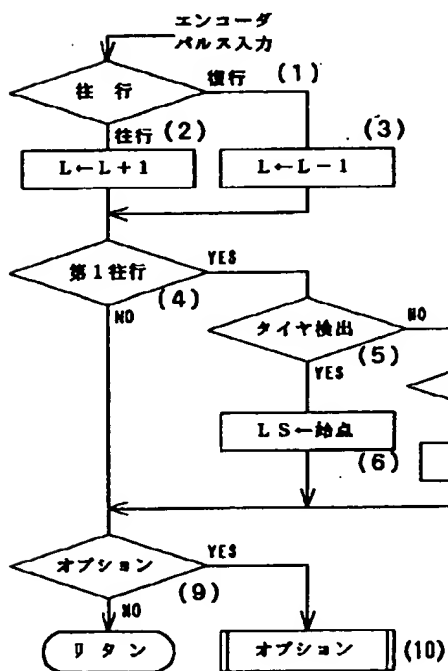 エンコーダ
パルス入力
往 行
復行
(1)
往行
(2)
(3)
L←L+1
L←L-1
第1往行
YES
(4)
NO
タイヤ検出
NO
(5)
YES
LS←始点
(6)
オプション
YES
(9)
NO
リ タ ン
オプション
(10)